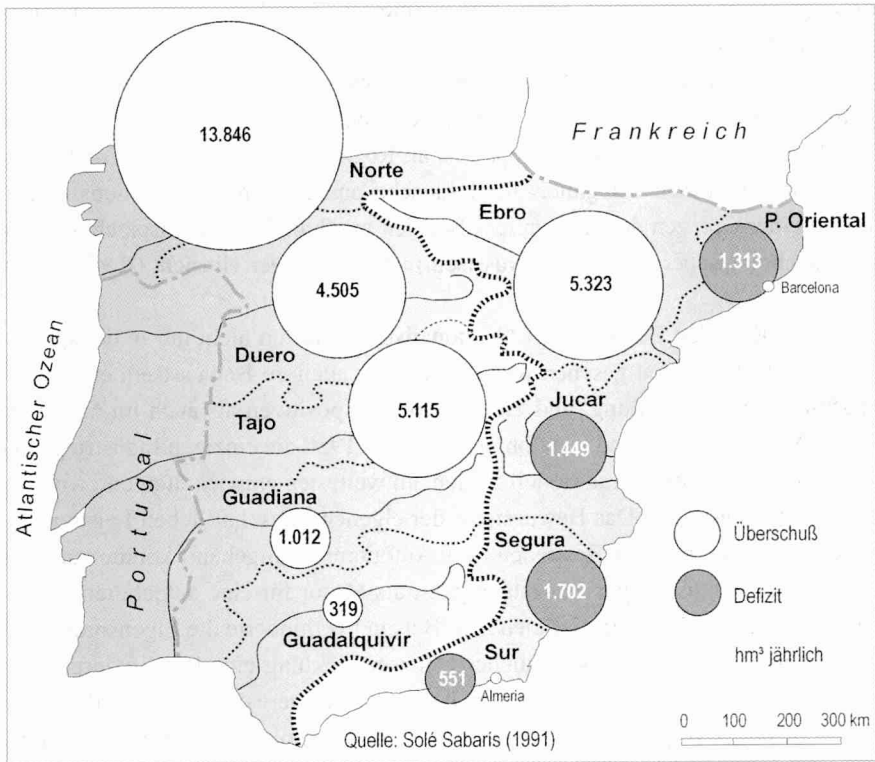 13.846
Frankreich
Norte
Ebro
P. Oriental
1.313
Barcelona
4.505
5.323
Duero
Atlantischer Ozean
Tajo
5.115
Jucar
1.449
Portugal
Guadiana
1.012
Segura
Überschuß
1.702
Defizit
319
Guadalquivir
Sur
hm³ jährlich
551
Almeria
0 100 200 300 km
Quelle: Solé Sabaris (1991)